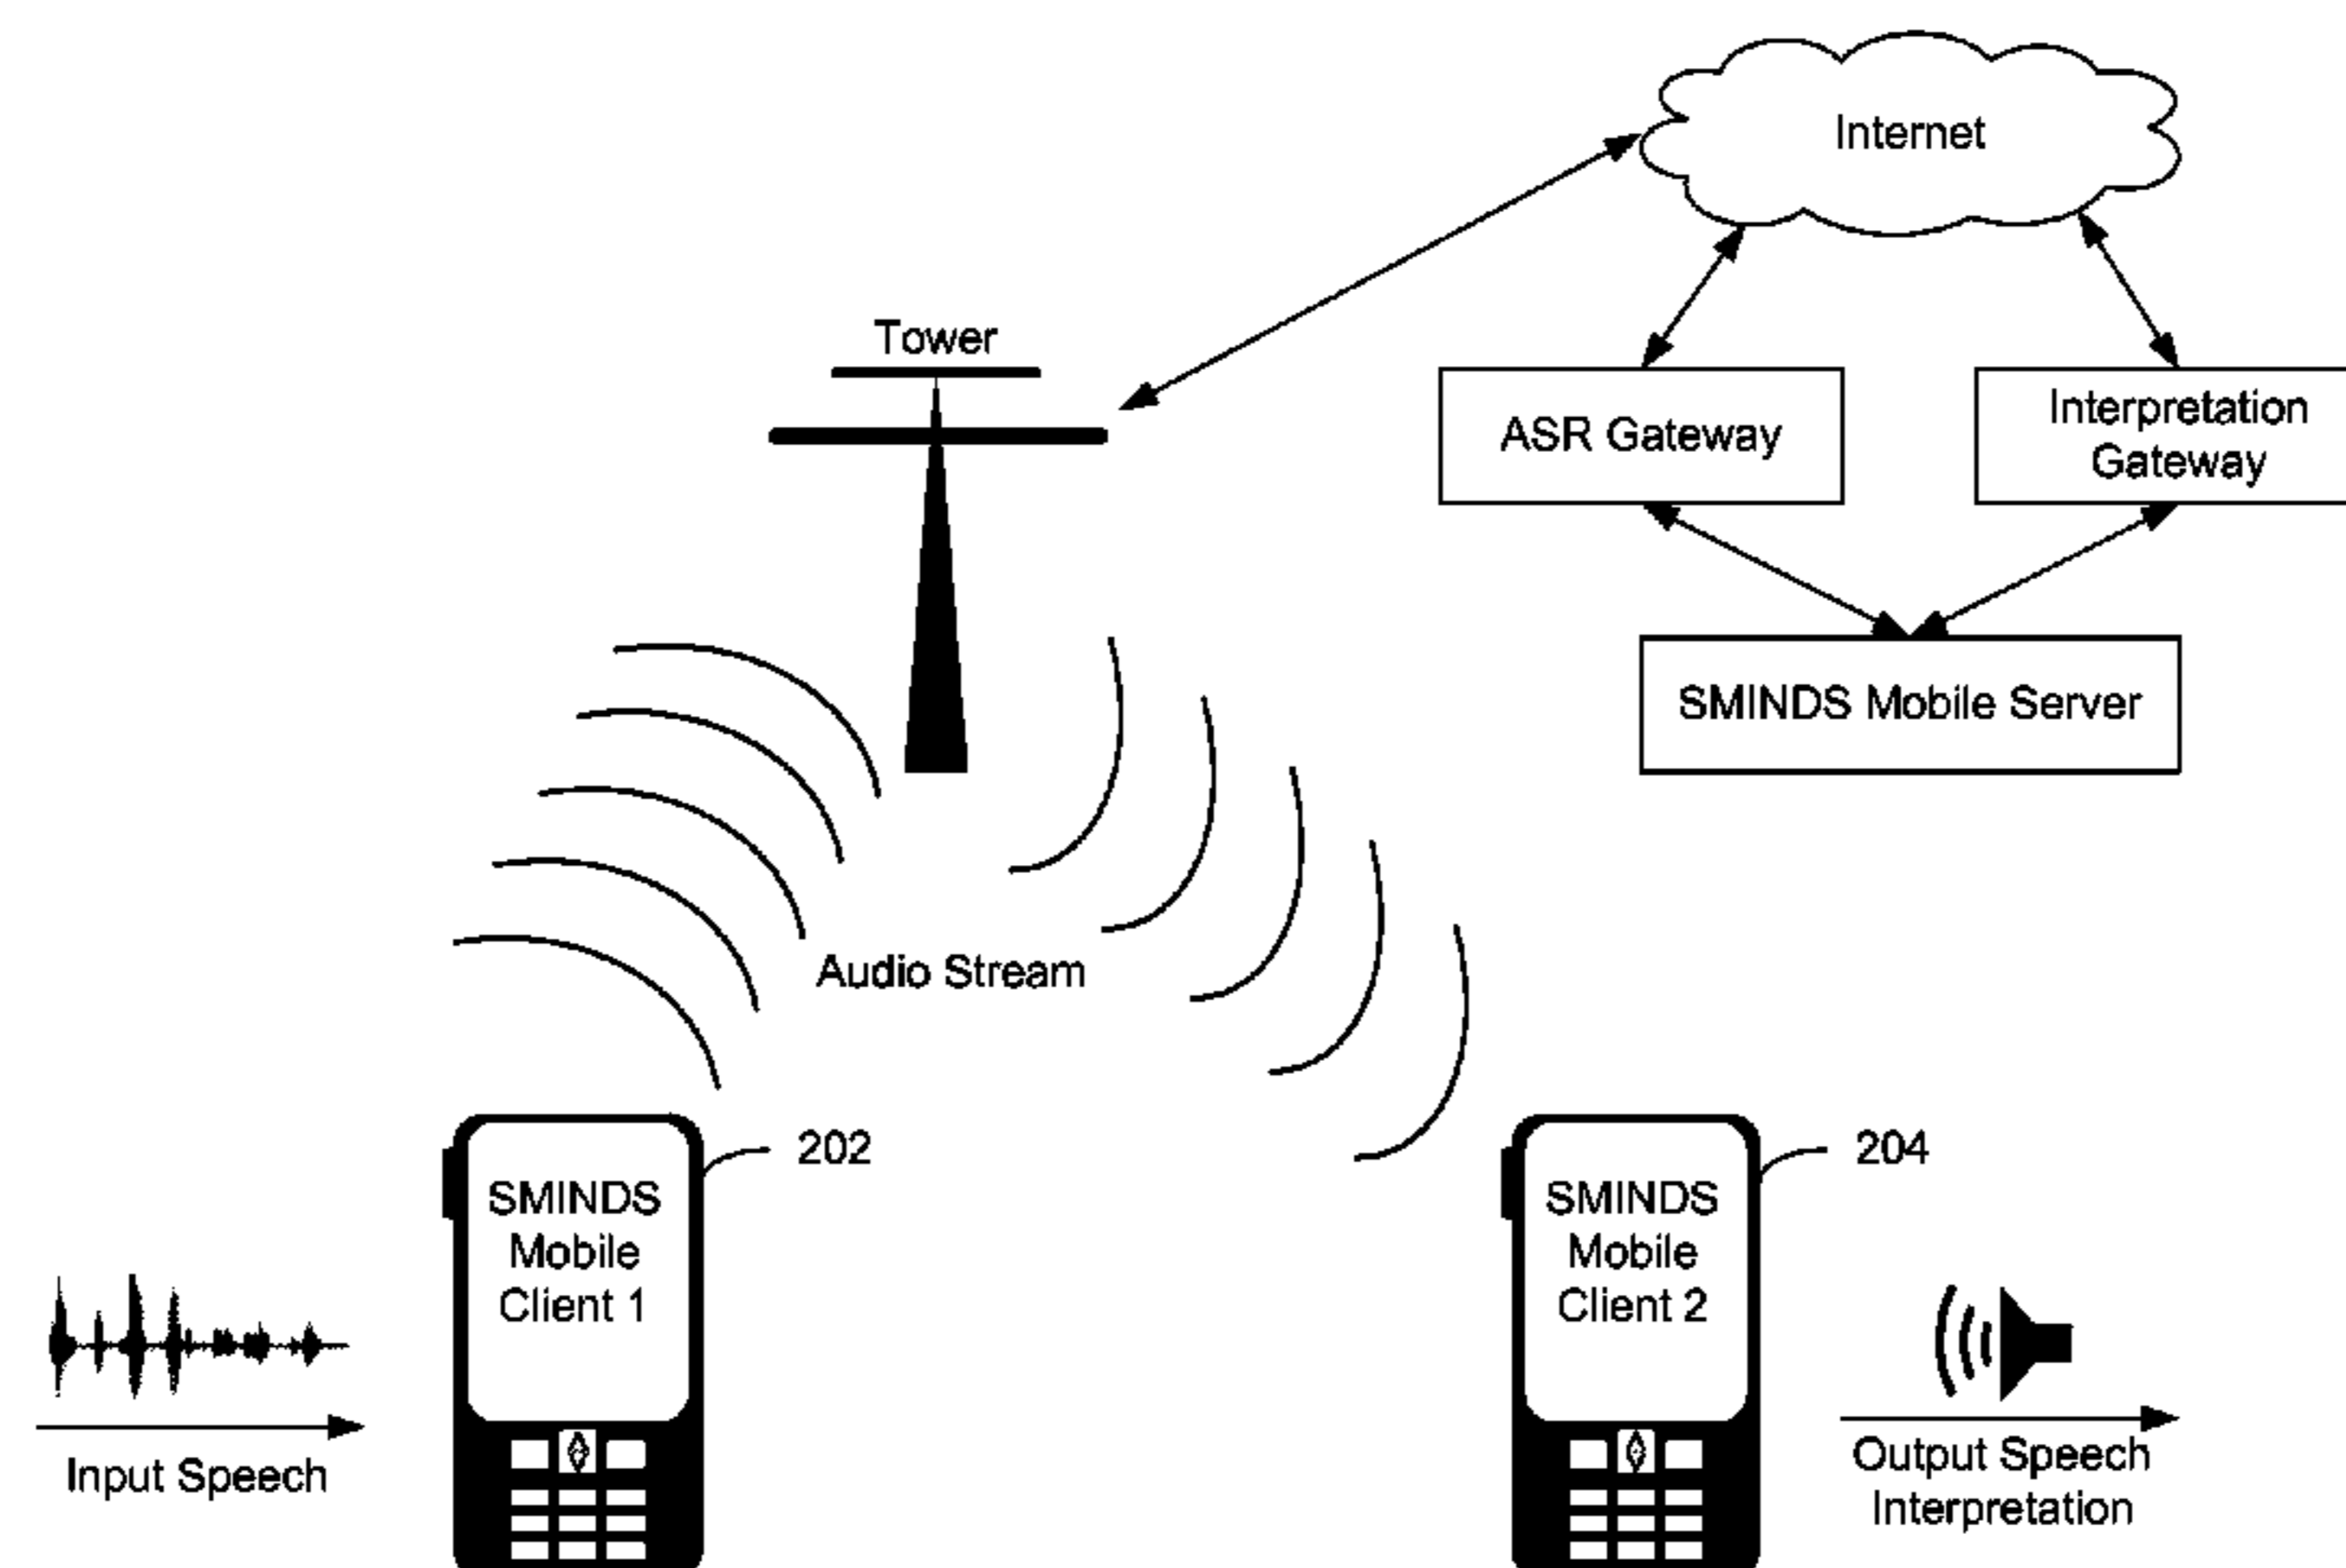 Internet
Tower
ASR Gateway
Interpretation
Gateway
SMINDS Mobile Server
Audio Stream
202
204
SMINDS
Mobile
Client 1
SMINDS
Mobile
Client 2
Input Speech
Output Speech
Interpretation